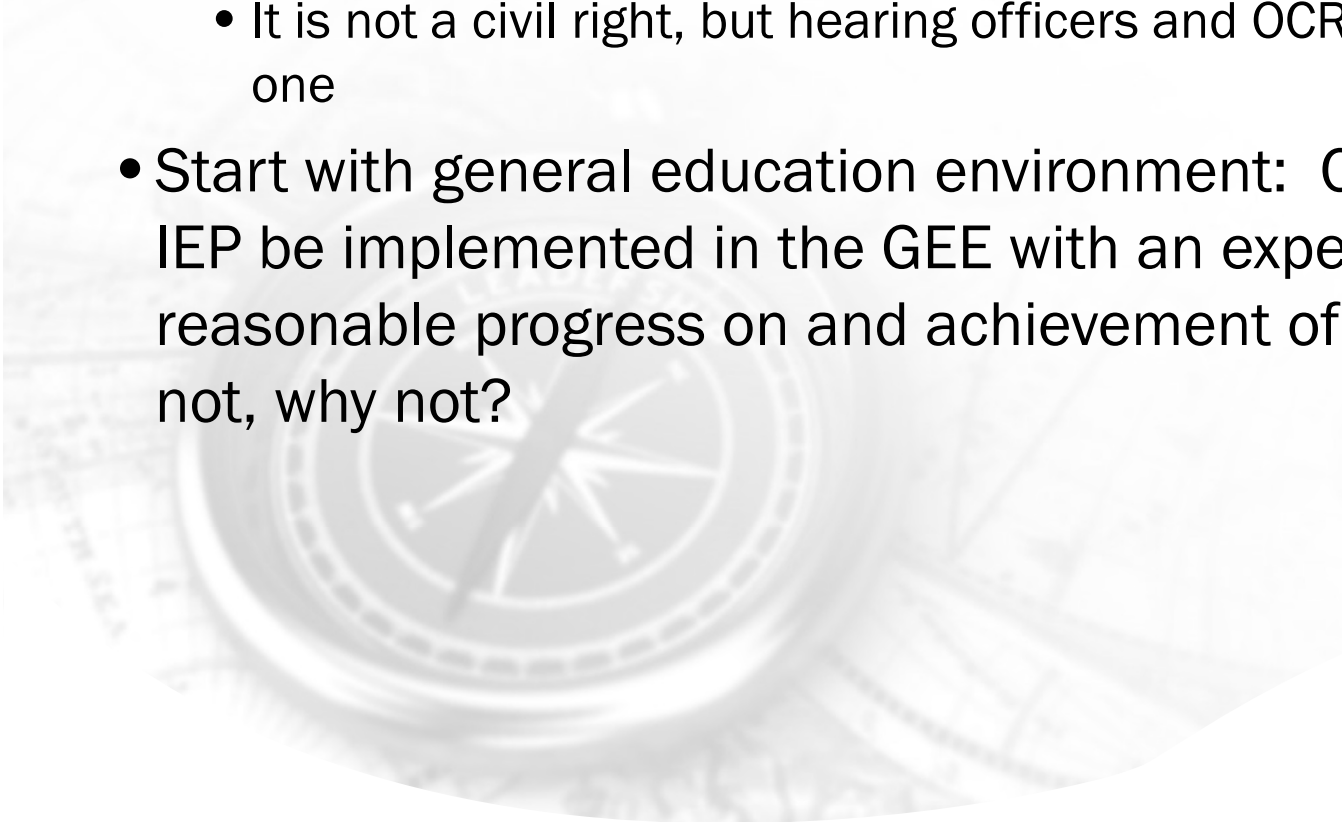 • It is not a civil right, but hearing officers and OCR
one
• Start with general education environment: C
IEP be implemented in the GEE with an expe
reasonable progress on and achievement of
not, why not?